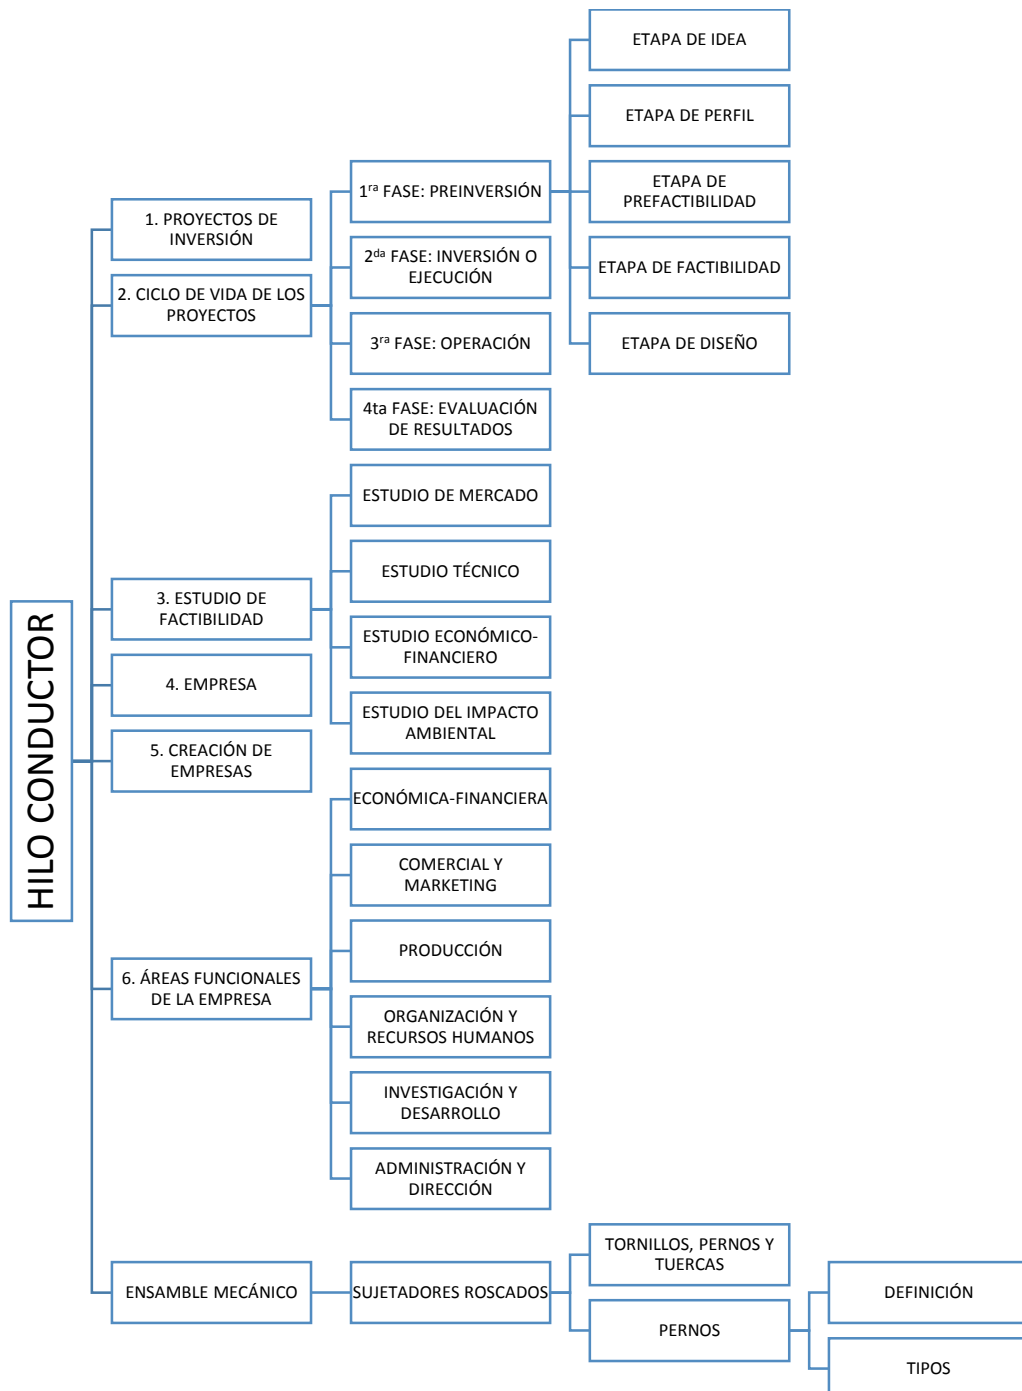 HILO CONDUCTOR
1. PROYECTOS DE
INVERSIÓN
2. CICLO DE VIDA DE LOS
PROYECTOS
1ra FASE: PREINVERSIÓN
ETAPA DE IDEA
ETAPA DE PERFIL
ETAPA DE
PREFACTIBILIDAD
ETAPA DE FACTIBILIDAD
ETAPA DE DISEÑO
2da FASE: INVERSIÓN O
EJECUCIÓN
3ra FASE: OPERACIÓN
4ta FASE: EVALUACIÓN
DE RESULTADOS
3. ESTUDIO DE
FACTIBILIDAD
ESTUDIO DE MERCADO
ESTUDIO TÉCNICO
ESTUDIO ECONÓMICO-
FINANCIERO
ESTUDIO DEL IMPACTO
AMBIENTAL
4. EMPRESA
5. CREACIÓN DE
EMPRESAS
6. ÁREAS FUNCIONALES
DE LA EMPRESA
ECONÓMICA-FINANCIERA
COMERCIAL Y
MARKETING
PRODUCCIÓN
ORGANIZACIÓN Y
RECURSOS HUMANOS
INVESTIGACIÓN Y
DESARROLLO
ADMINISTRACIÓN Y
DIRECCIÓN
ENSAMBLE MECÁNICO
SUJETADORES ROSCADOS
TORNILLOS, PERNOS Y
TUERCAS
PERNOS
DEFINICIÓN
TIPOS